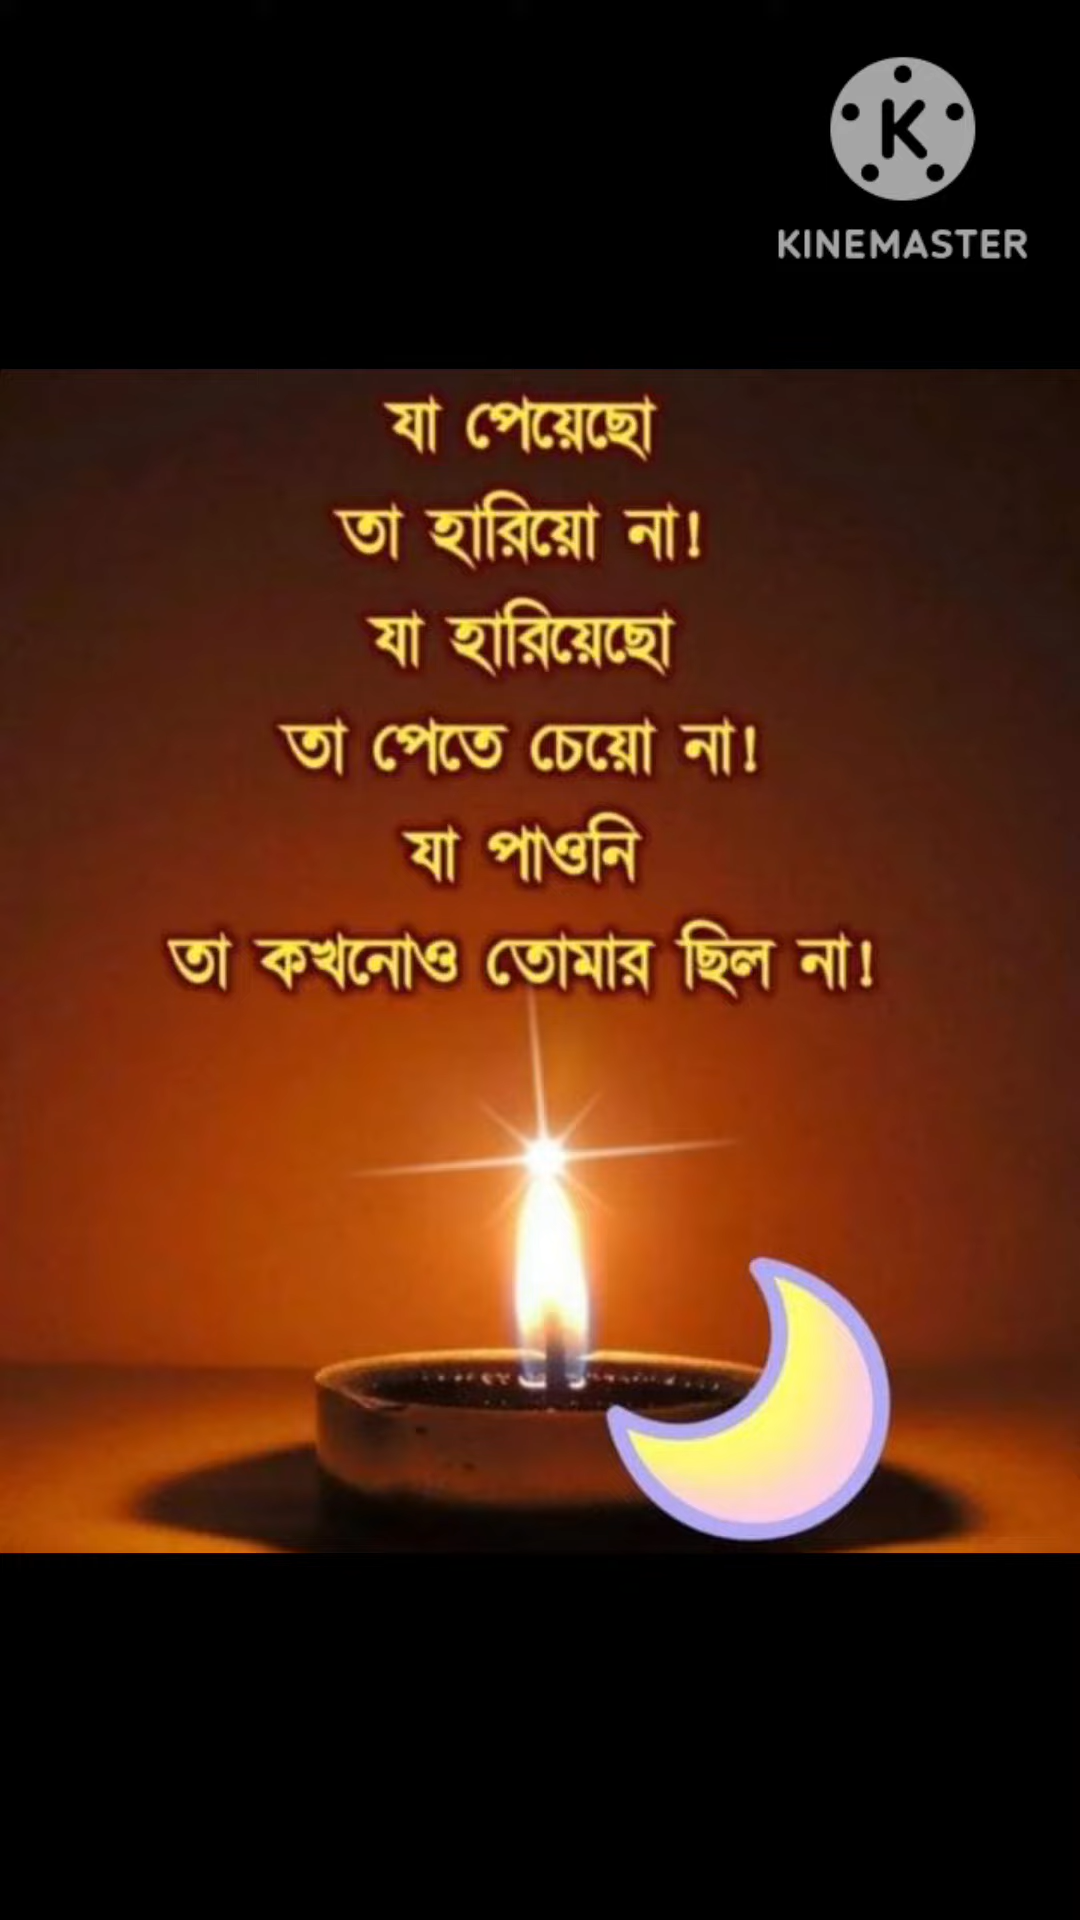 KINEMASTER
যা পেয়েছো
তা হারিয়ো না!
যা হারিয়েছো
তা পেতে চেয়ো না!
যা পাওনি
তা কখনোও তোমার ছিল না!